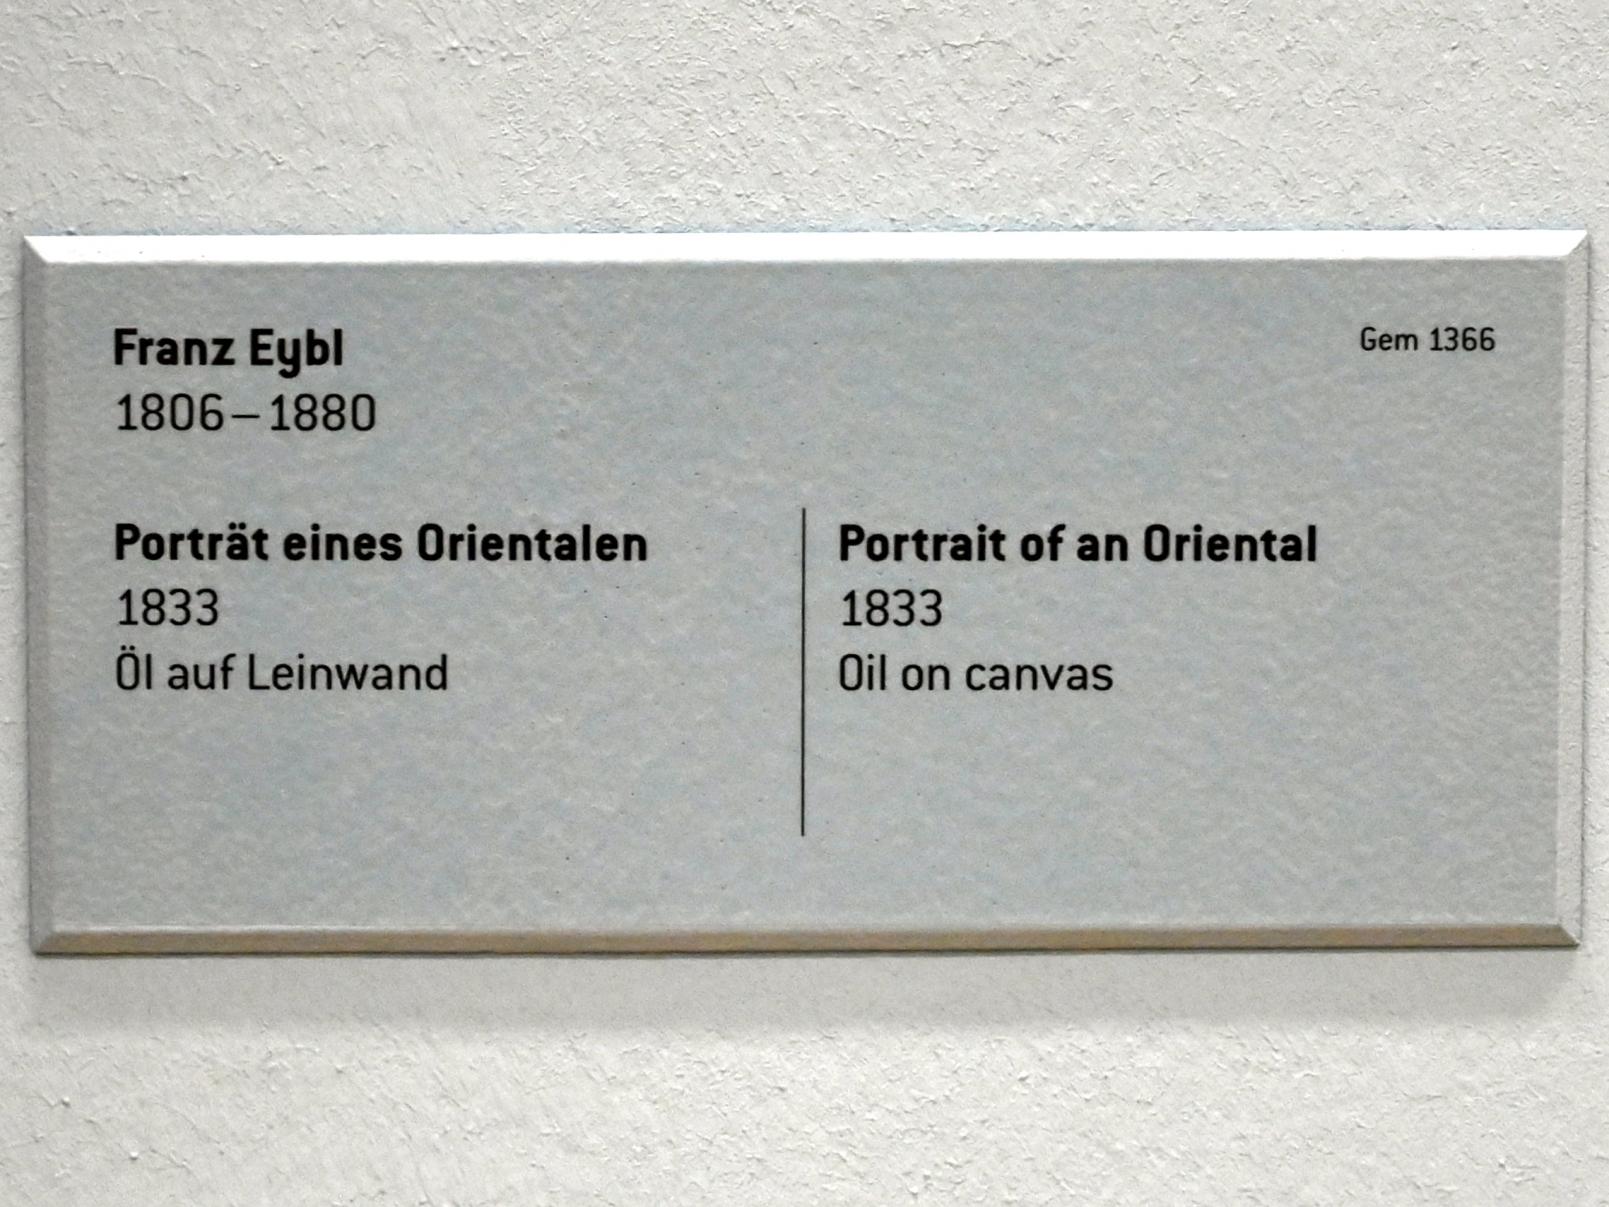 Franz Eybl
Gem 1366
1806 – 1880
Porträt eines Orientalen
1833
Öl auf Leinwand
Portrait of an Oriental
1833
Oil on canvas